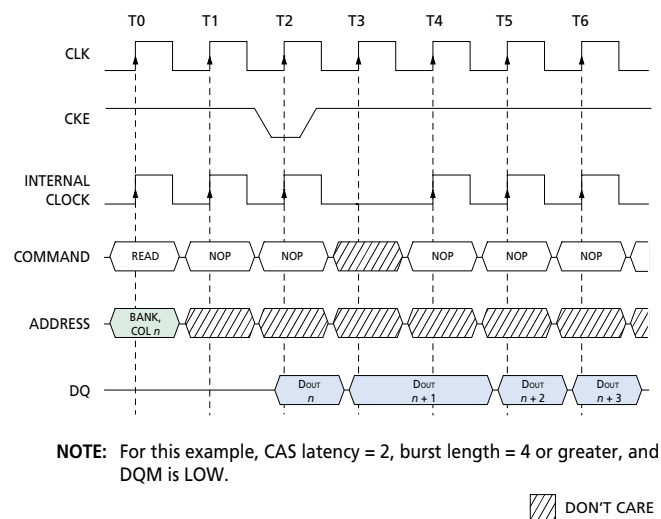 T0 T1 T2 T3 T4 T5 T6
CLK
CKE
INTERNAL
CLOCK
COMMAND READ NOP NOP NOP NOP NOP
ADDRESS BANK,
COL n
DQ DOUT
n
DOUT
n + 1
DOUT
n + 2
DOUT
n + 3
NOTE: For this example, CAS latency = 2, burst length = 4 or greater, and
DQM is LOW.
DON'T CARE